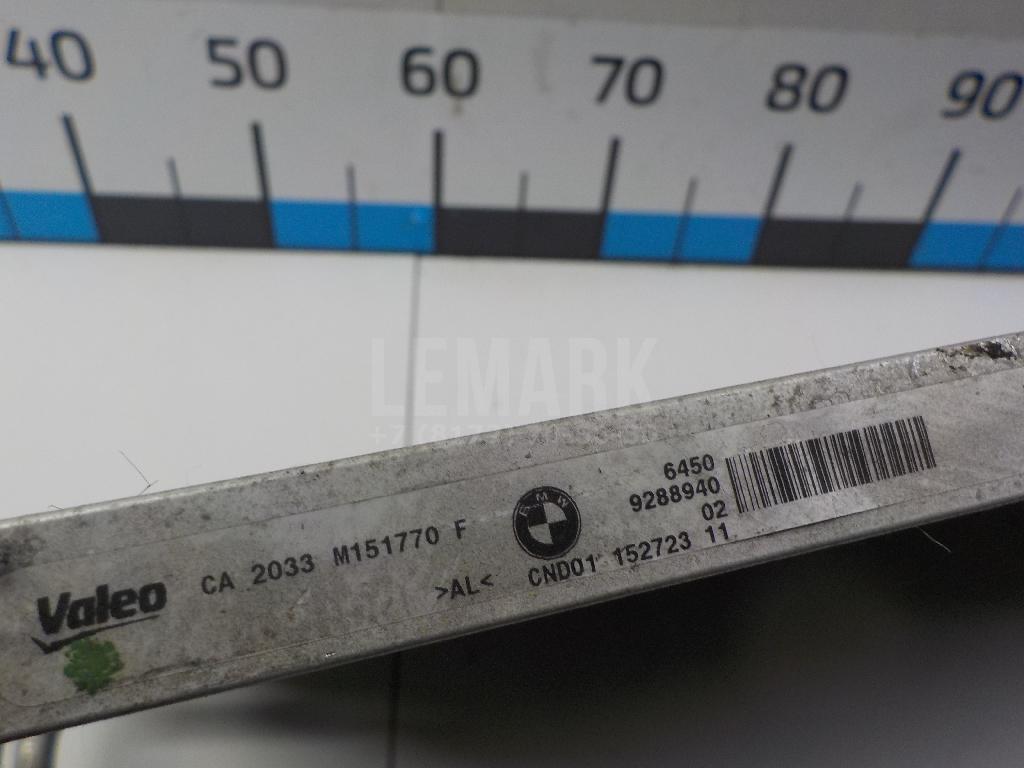 40 50 60 70 80 90
LEMARK
Valeo
CA 2033 M151770 F
>AL<
BMW
6450
9288940
02
CND01 152723 11